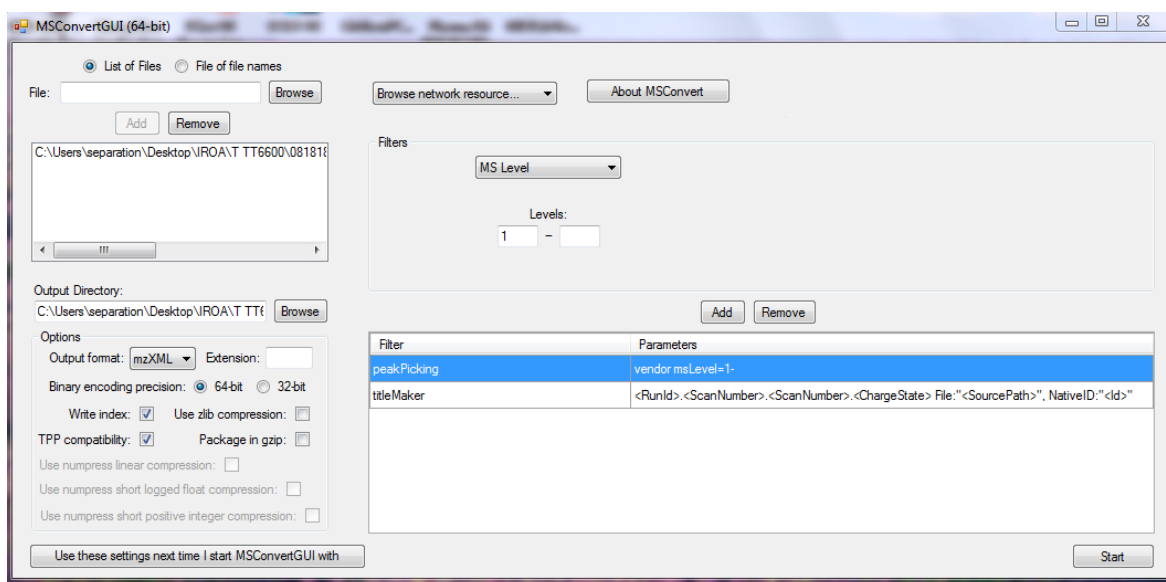 MSConvertGUI (64-bit)
List of Files File of file names
File: Browse
Browse network resource... About MSConvert
Add Remove
C:\Users\separation\Desktop\IROA\T TT6600\081818
Filters
MS Level
Levels:
1 -
Output Directory:
C:\Users\separation\Desktop\IROA\T TT6 Browse
Add Remove
Options
Output format: mzXML Extension:
Binary encoding precision: 64-bit 32-bit
Write index: Use zlib compression:
TPP compatibility: Package in gzip:
Use numpress linear compression:
Use numpress short logged float compression:
Use numpress short positive integer compression:
Filter Parameters
peakPicking vendor msLevel=1-
titleMaker <RunId>.<ScanNumber>.<ScanNumber>.<ChargeState> File:"<SourcePath>", NativeID:"<Id>"
Use these settings next time I start MSConvertGUI with
Start